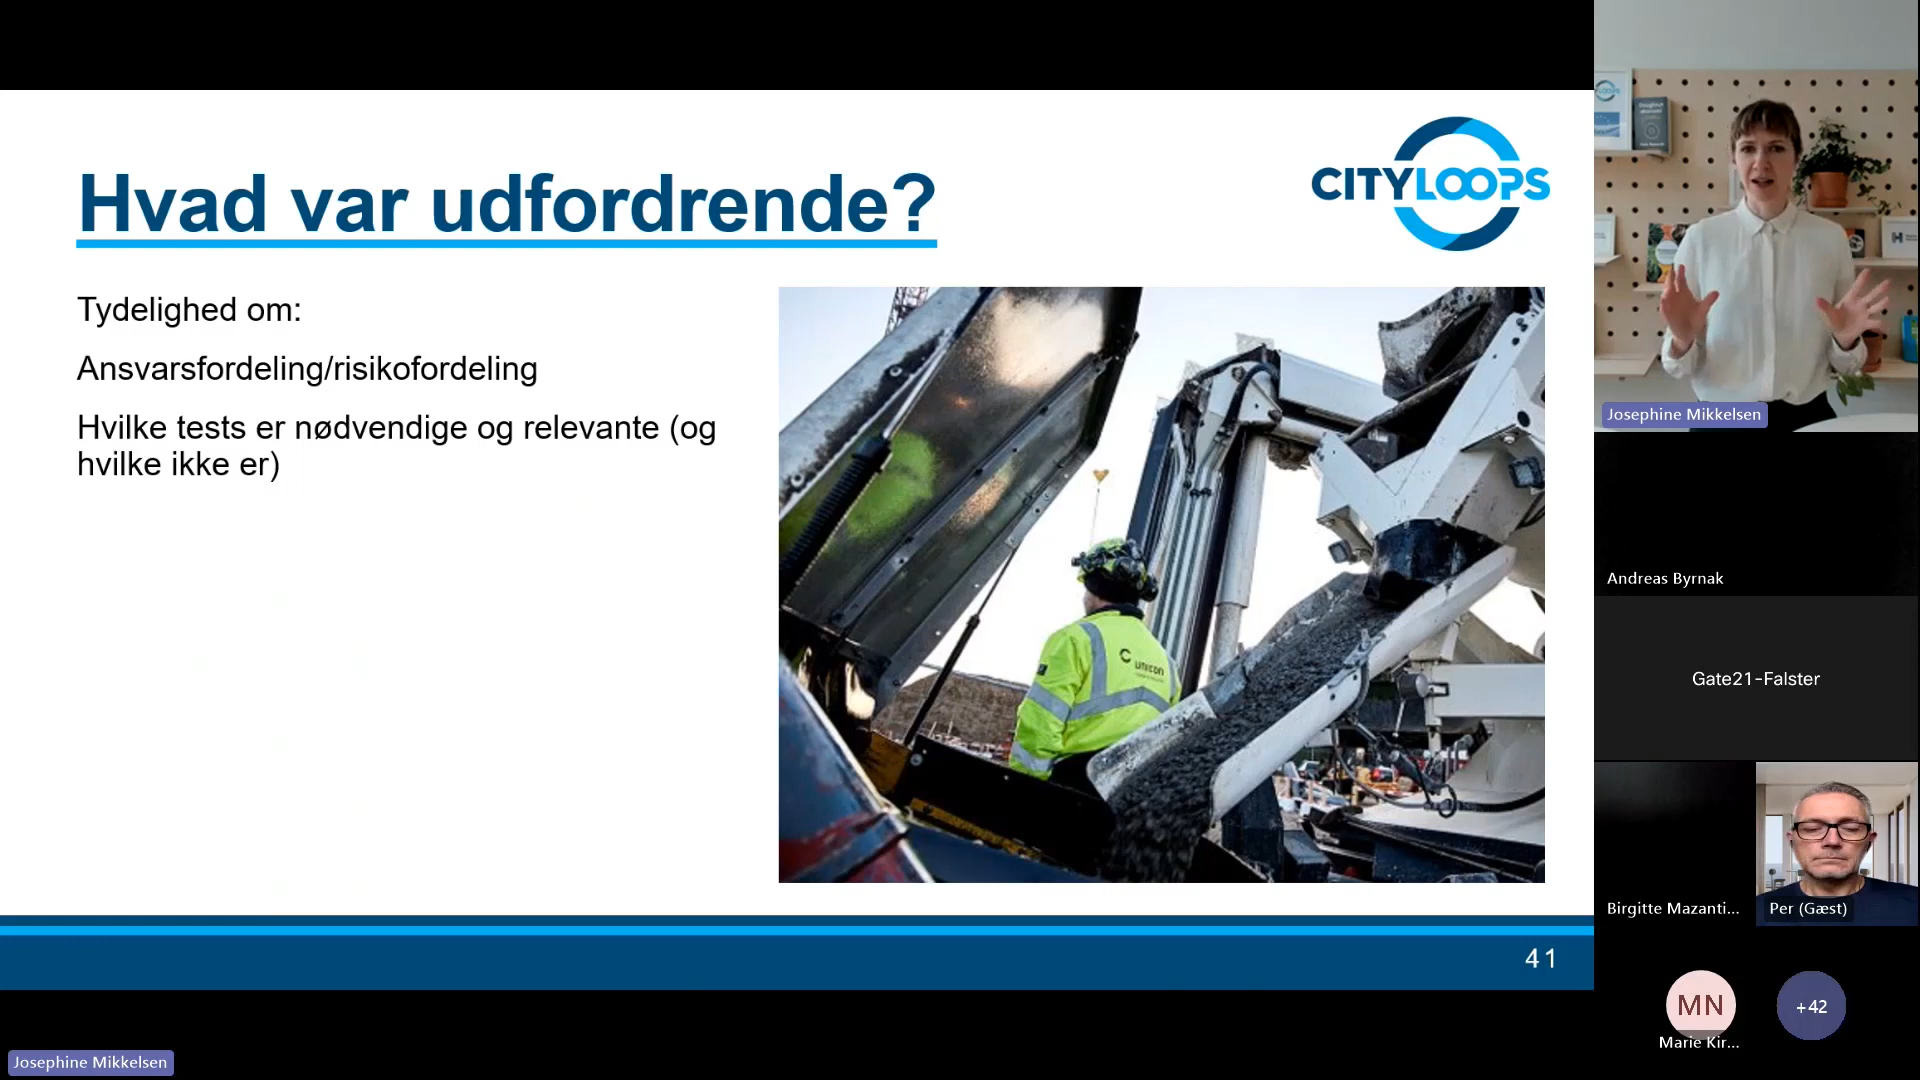 CITYLOOPS
Hvad var udfordrende?
Tydelighed om:
Ansvarsfordeling/risikofordeling
Hvilke tests er nødvendige og relevante (og
hvilke ikke er)
unicon
41
Josephine Mikkelsen
Josephine Mikkelsen
Andreas Byrnak
Gate21-Falster
Birgitte Mazanti...
Per (Gæst)
MN
+42
Marie Kir...